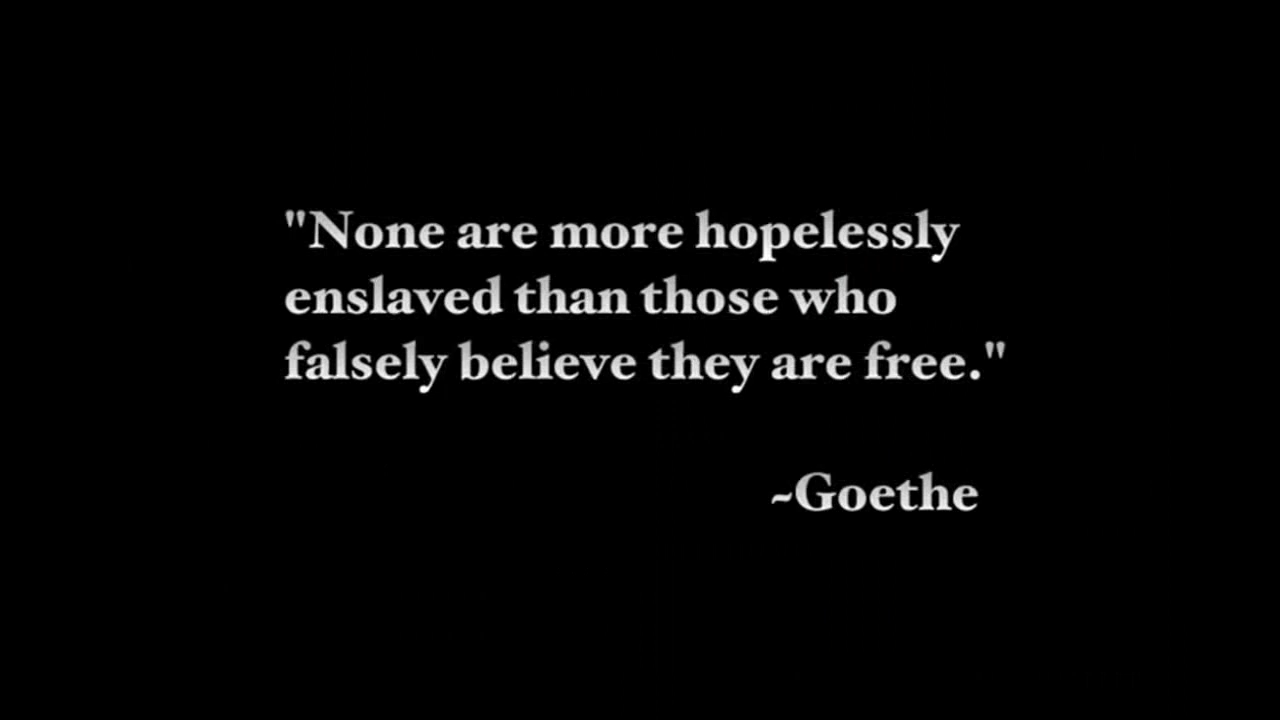 "None are more hopelessly
enslaved than those who
falsely believe they are free."
~Goethe